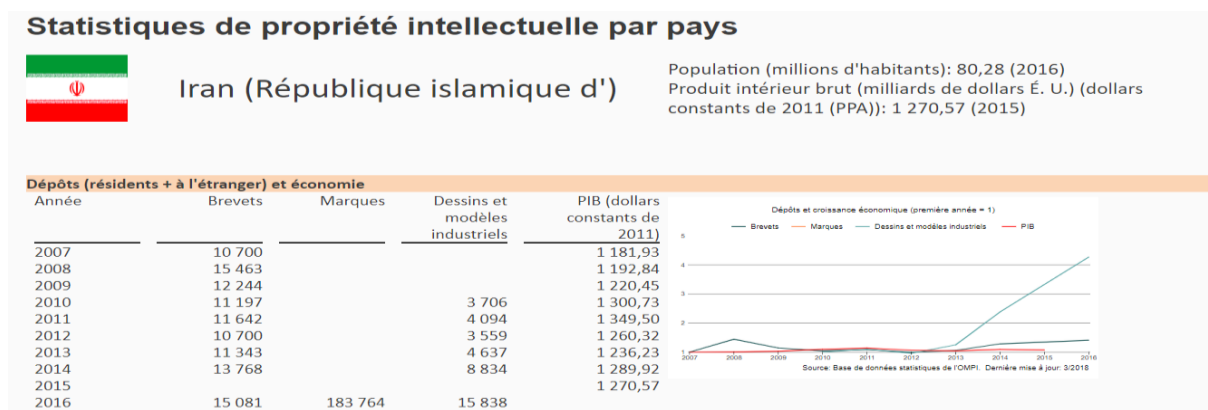 Statistiques de propriété intellectuelle par pays
Iran (République islamique d')
Population (millions d'habitants): 80,28 (2016)
Produit intérieur brut (milliards de dollars É. U.) (dollars
constants de 2011 (PPA)): 1 270,57 (2015)
Dépôts (résidents + à l'étranger) et économie
Année Brevets Marques Dessins et modèles industriels PIB (dollars constants de 2011)
2007 10 700 1 181,93
2008 15 463 1 192,84
2009 12 244 1 220,45
2010 11 197 3 706 1 300,73
2011 11 642 4 094 1 349,50
2012 10 700 3 559 1 260,32
2013 11 343 4 637 1 236,23
2014 13 768 8 834 1 289,92
2015 1 270,57
2016 15 081 183 764 15 838
Dépôts et croissance économique (première année = 1)
Brevets Marques Dessins et modèles industriels PIB
5
4
3
2
1
2007 2008 2009 2010 2011 2012 2013 2014 2015 2016
Source: Base de données statistiques de l'OMPI. Dernière mise à jour: 3/2018